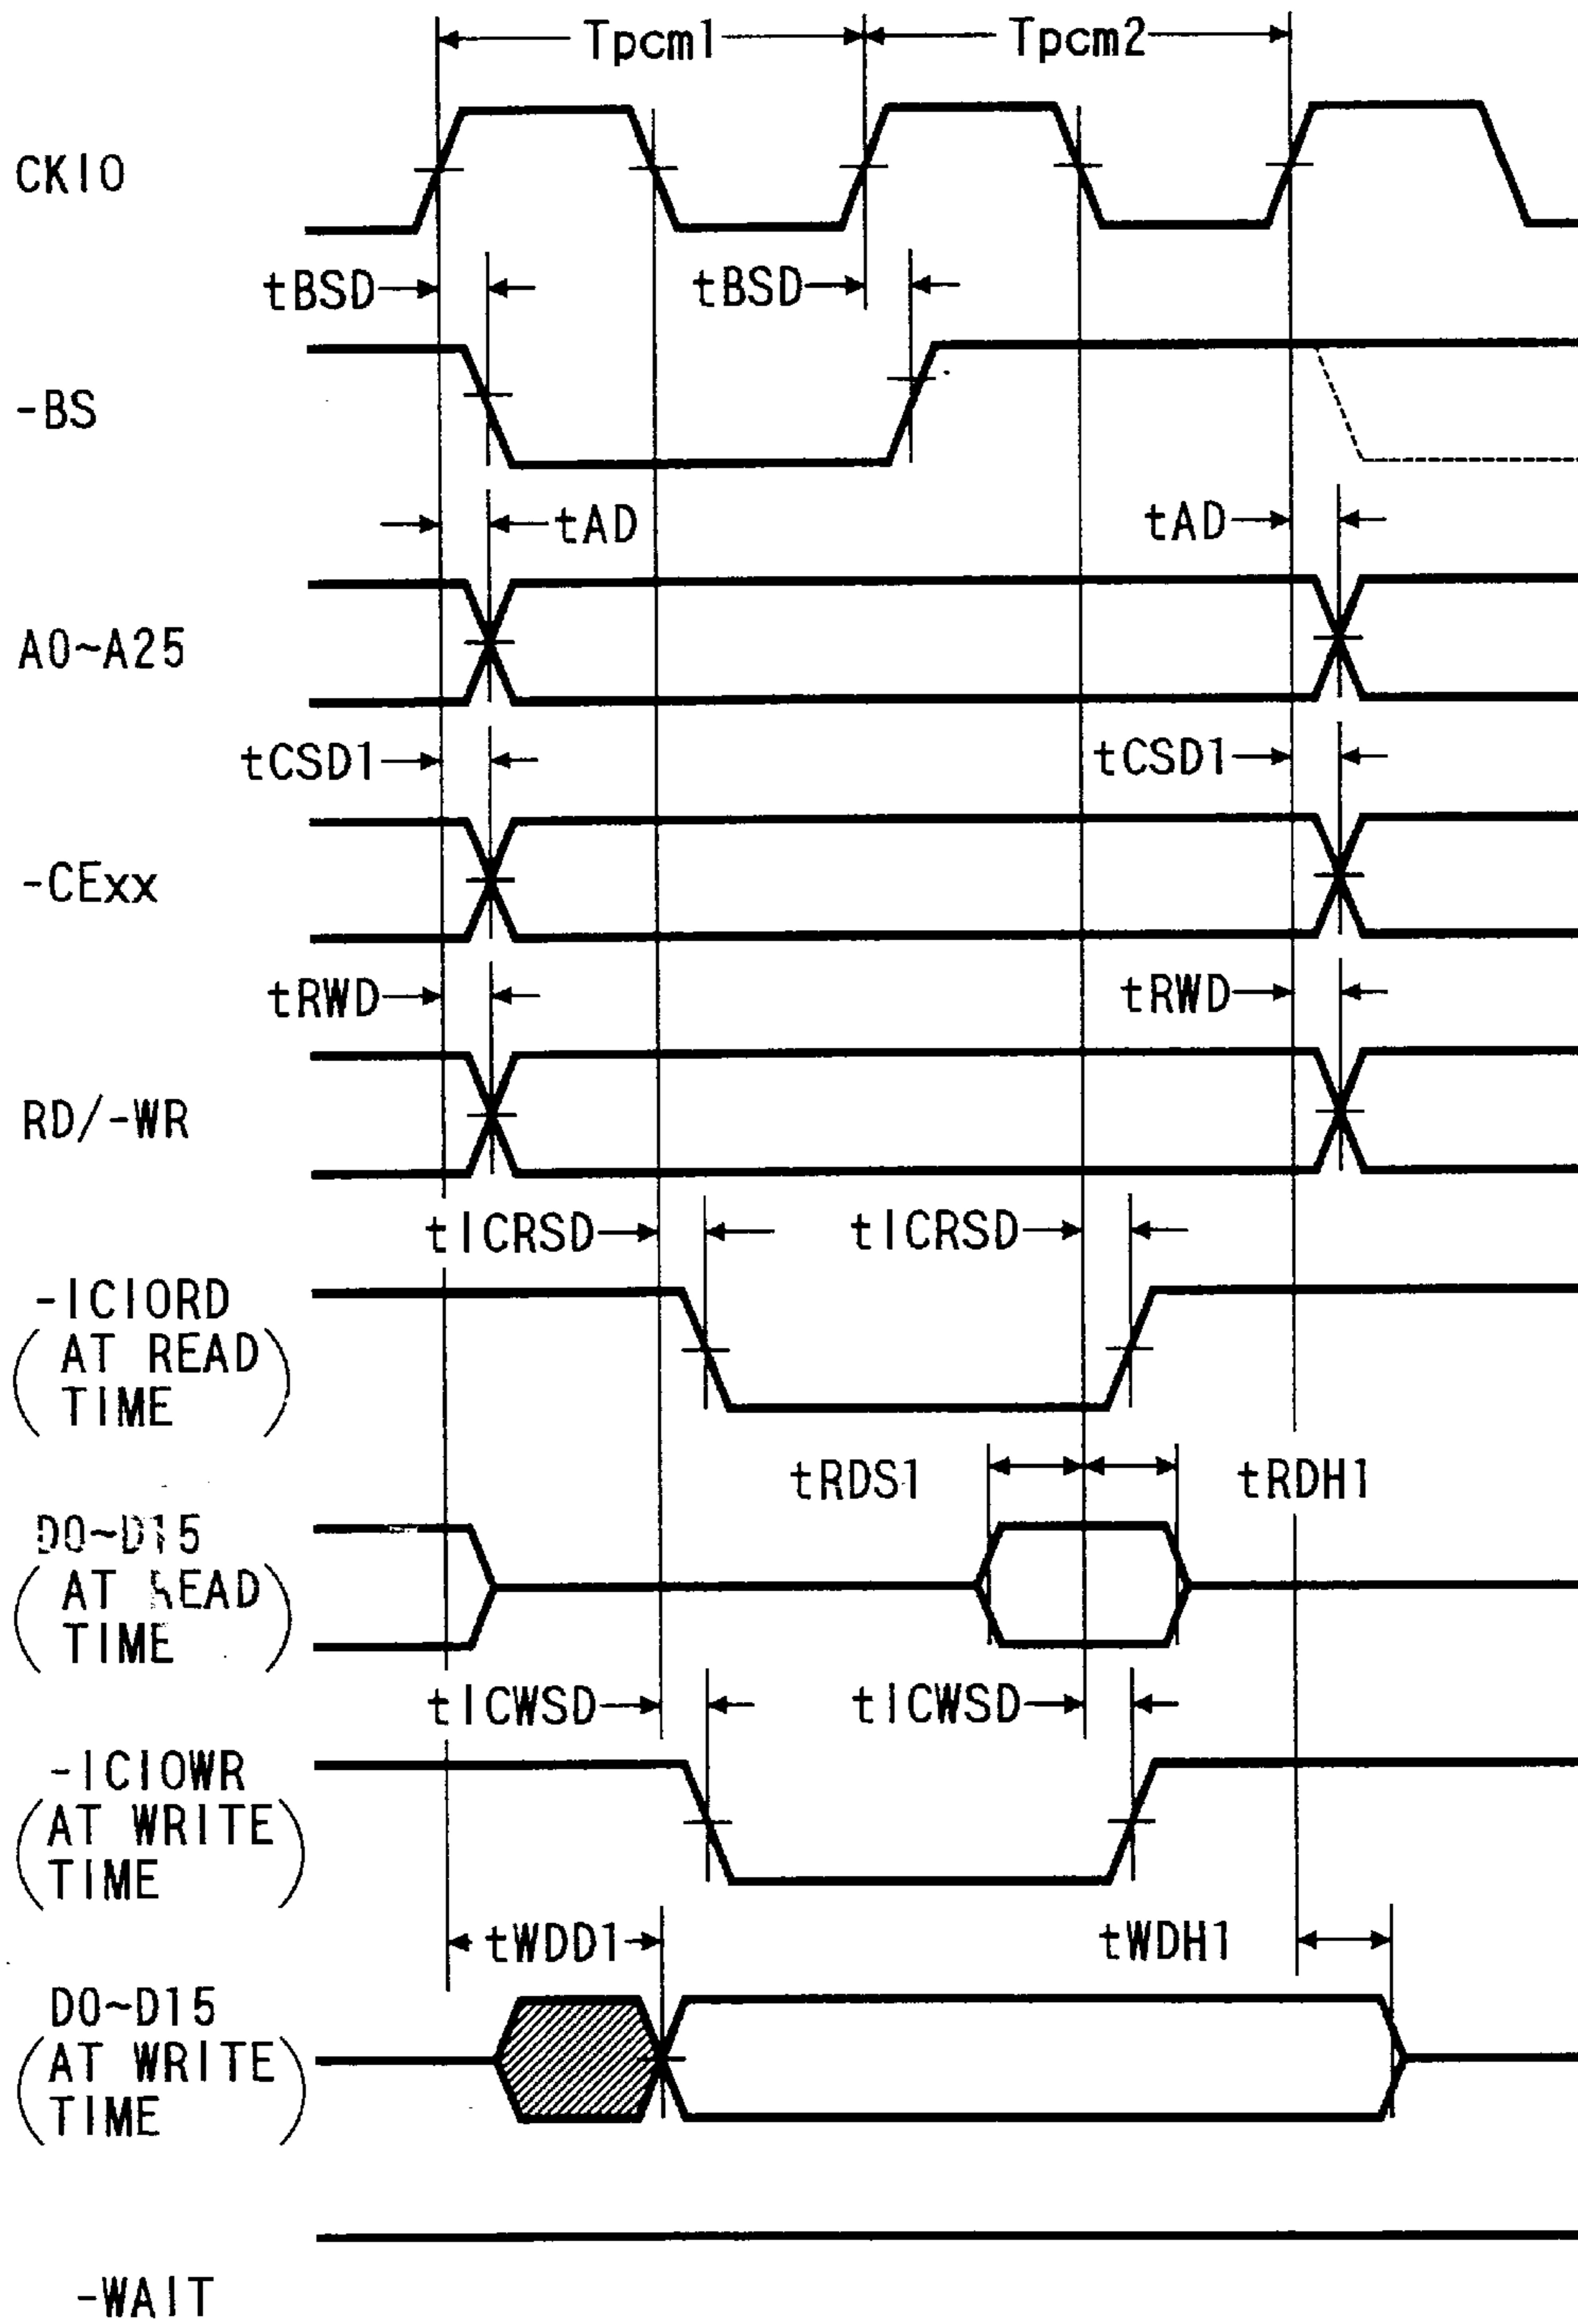 Tpcm1 Tpcm2
CKIO
tBSD tBSD
-BS
tAD tAD
A0~A25
tCSD1 tCSD1
-CExx
tRWD tRWD
RD/-WR
tICRSD tICRSD
-ICIORD
(AT READ
TIME)
tRDS1 tRDH1
D0~D15
(AT READ
TIME)
tICWSD tICWSD
-ICIOWR
(AT WRITE
TIME)
tWDD1 tWDH1
D0~D15
(AT WRITE
TIME)
-WAIT